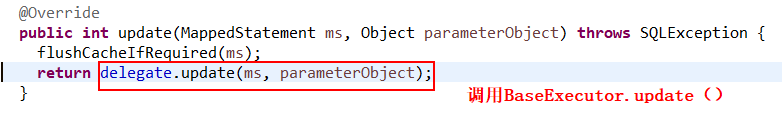 @Override
public int update(MappedStatement ms, Object parameterObject) throws SQLException {
flushCacheIfRequired(ms);
return delegate.update(ms, parameterObject);
}
调用BaseExecutor.update（）